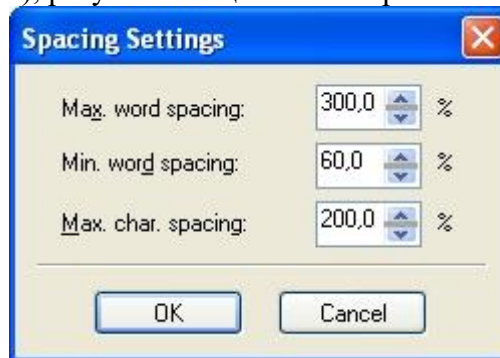 Spacing Settings
Max. word spacing: 300,0 %
Min. word spacing: 60,0 %
Max. char. spacing: 200,0 %
OK Cancel